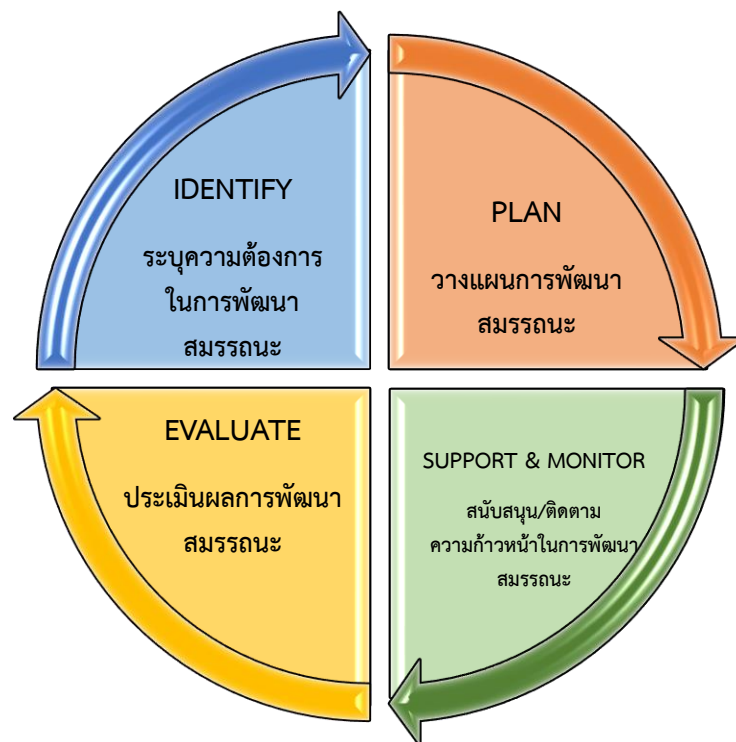 IDENTIFY
ระบุความต้องการ
ในการพัฒนา
สมรรถนะ
PLAN
วางแผนการพัฒนา
สมรรถนะ
SUPPORT & MONITOR
สนับสนุน/ติดตาม
ความก้าวหน้าในการพัฒนา
สมรรถนะ
EVALUATE
ประเมินผลการพัฒนา
สมรรถนะ